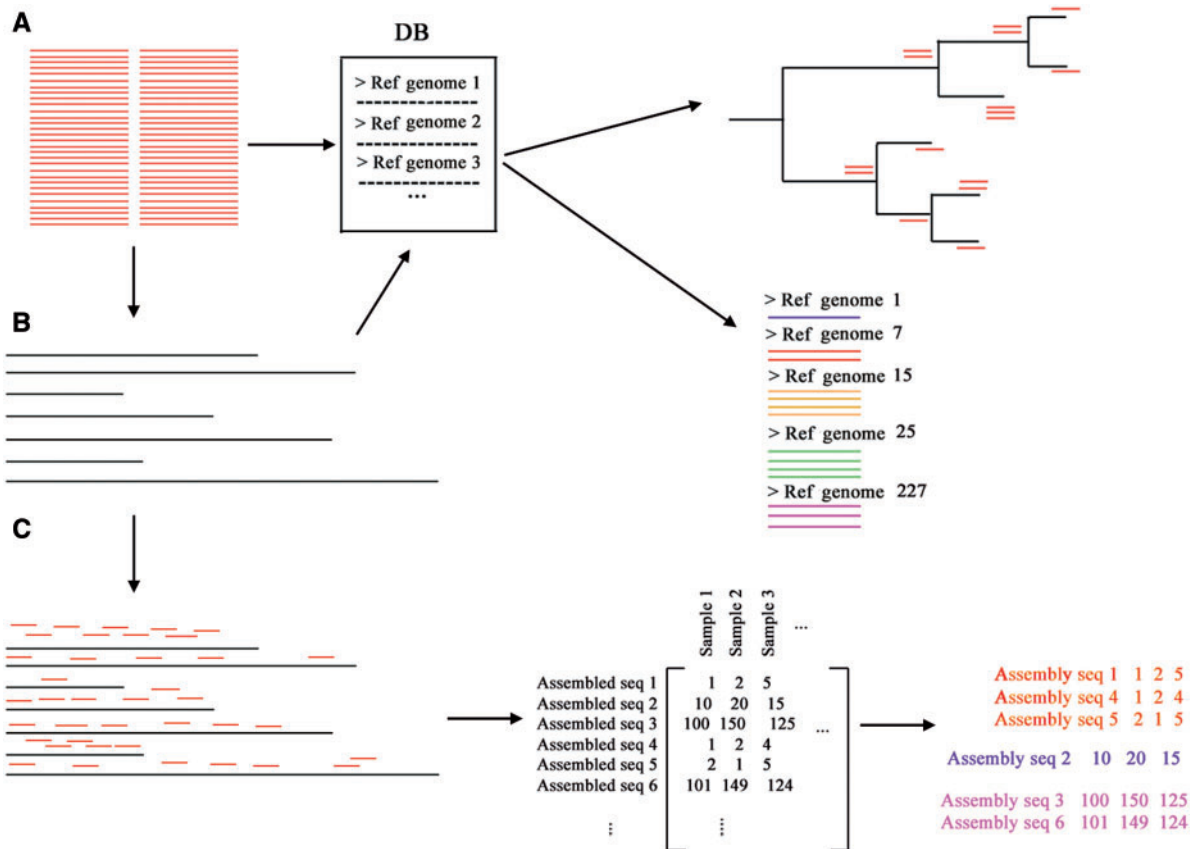 A
DB
> Ref genome 1
> Ref genome 2
> Ref genome 3
...
B
> Ref genome 1
> Ref genome 7
> Ref genome 15
> Ref genome 25
> Ref genome 227
C
Sample 1
Sample 2
Sample 3
...
Assembled seq 1 1 2 5
Assembled seq 2 10 20 15
Assembled seq 3 100 150 125 ...
Assembled seq 4 1 2 4
Assembled seq 5 2 1 5
Assembled seq 6 101 149 124
... ....
Assembly seq 1 1 2 5
Assembly seq 4 1 2 4
Assembly seq 5 2 1 5
Assembly seq 2 10 20 15
Assembly seq 3 100 150 125
Assembly seq 6 101 149 124